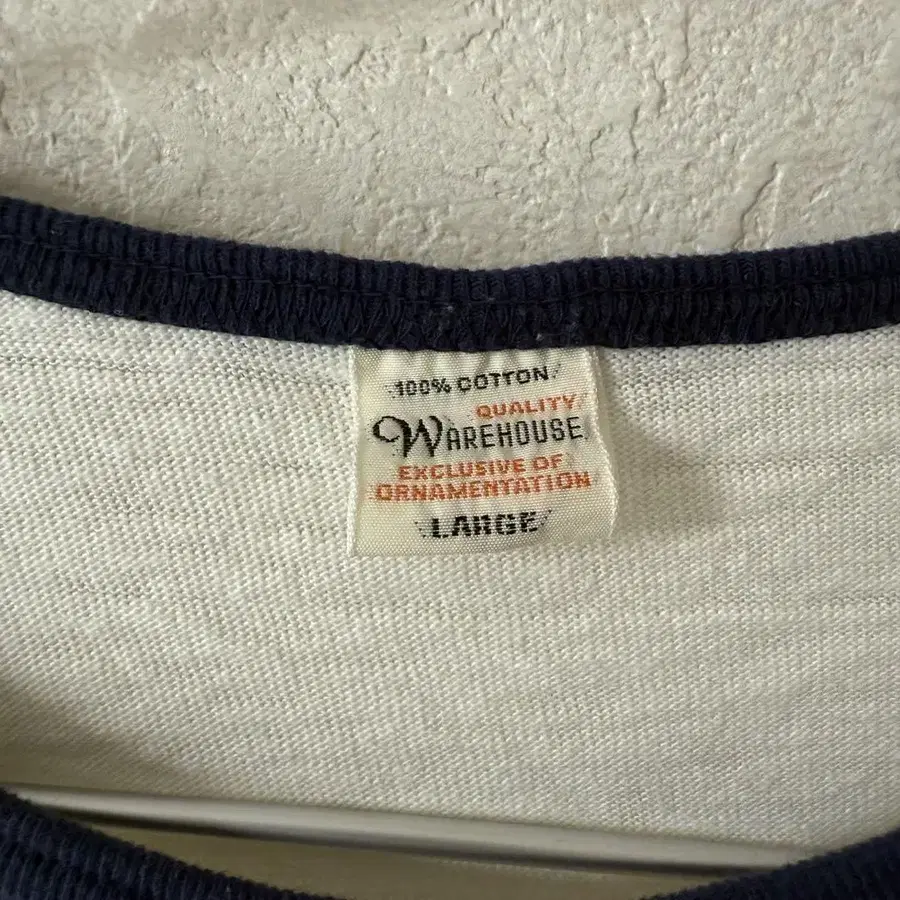 100% COTTON
QUALITY
WAREHOUSE
EXCLUSIVE OF
ORNAMENTATION
LARGE